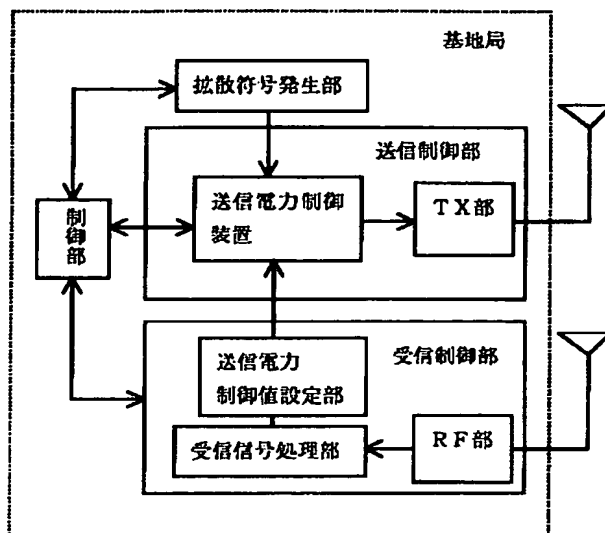 基地局
拡散符号発生部
送信制御部
送信電力制御
装置
ＴＸ部
制御部
受信制御部
送信電力
制御値設定部
受信信号処理部
ＲＦ部